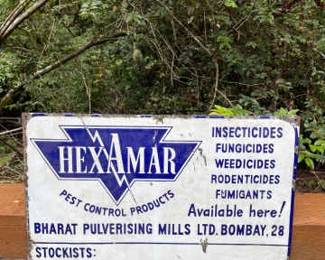 HEXAMAR
PEST CONTROL PRODUCTS
INSECTICIDES
FUNGICIDES
WEEDICIDES
RODENTICIDES
FUMIGANTS
Available here!
BHARAT PULVERISING MILLS LTD. BOMBAY, 28
STOCKISTS: